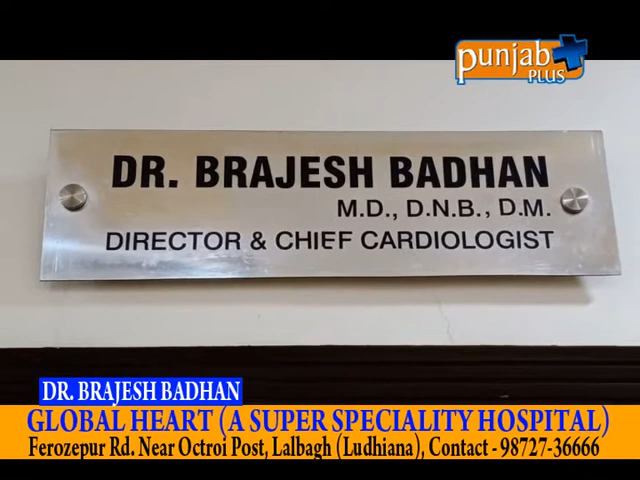 punjab
PLUS
DR. BRAJESH BADHAN
M.D., D.N.B., D.M.
DIRECTOR & CHIEF CARDIOLOGIST
DR. BRAJESH BADHAN
GLOBAL HEART (A SUPER SPECIALITY HOSPITAL)
Ferozepur Rd. Near Octroi Post, Lalbagh (Ludhiana), Contact - 98727-36666